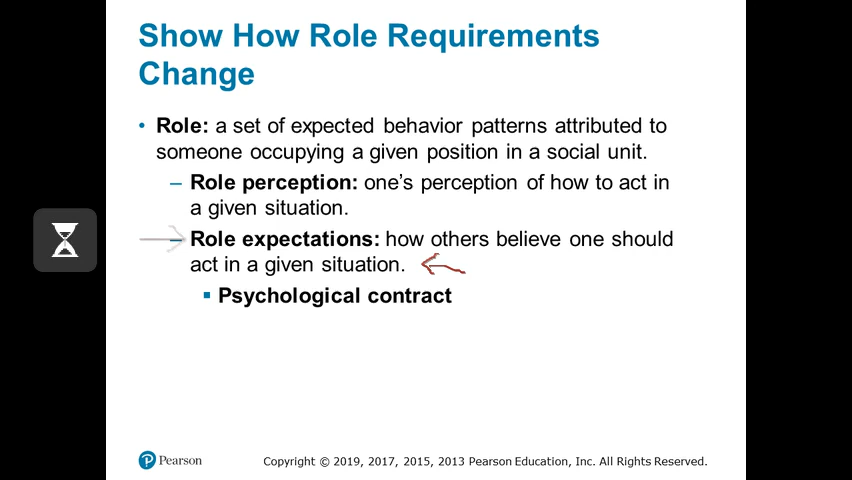 Show How Role Requirements
Change
• Role: a set of expected behavior patterns attributed to
someone occupying a given position in a social unit.
– Role perception: one’s perception of how to act in
a given situation.
– Role expectations: how others believe one should
act in a given situation.
▪ Psychological contract
Pearson
Copyright © 2019, 2017, 2015, 2013 Pearson Education, Inc. All Rights Reserved.